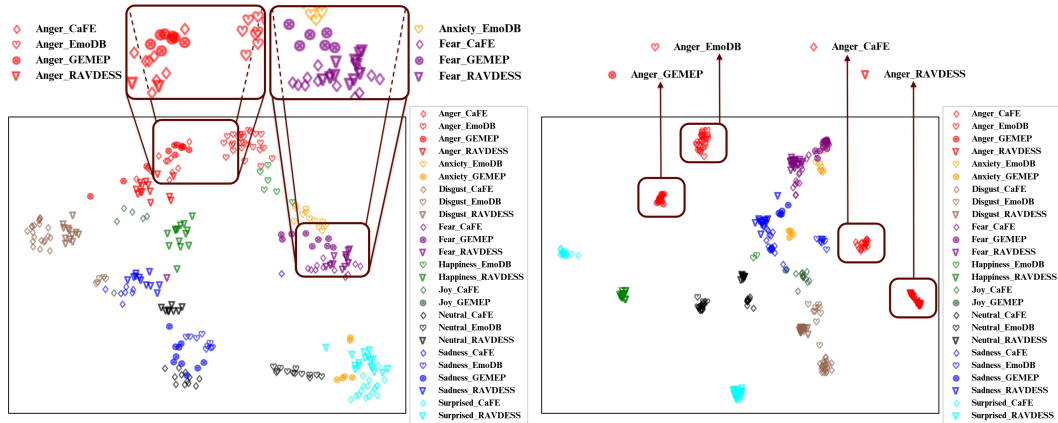 Anger_CaFE
Anger_EmoDB
Anger_GEMEP
Anger_RAVDESS
Anxiety_EmoDB
Fear_CaFE
Fear_GEMEP
Fear_RAVDESS
Anger_CaFE
Anger_EmoDB
Anger_GEMEP
Anger_RAVDESS
Anxiety_EmoDB
Anxiety_GEMEP
Disgust_CaFE
Disgust_EmoDB
Disgust_RAVDESS
Fear_CaFE
Fear_GEMEP
Fear_RAVDESS
Happiness_EmoDB
Happiness_RAVDESS
Joy_CaFE
Joy_GEMEP
Neutral_CaFE
Neutral_EmoDB
Neutral_RAVDESS
Sadness_CaFE
Sadness_EmoDB
Sadness_GEMEP
Sadness_RAVDESS
Surprised_CaFE
Surprised_RAVDESS
Anger_EmoDB
Anger_CaFE
Anger_GEMEP
Anger_RAVDESS
Anger_CaFE
Anger_EmoDB
Anger_GEMEP
Anger_RAVDESS
Anxiety_EmoDB
Anxiety_GEMEP
Disgust_CaFE
Disgust_EmoDB
Disgust_RAVDESS
Fear_CaFE
Fear_GEMEP
Fear_RAVDESS
Happiness_EmoDB
Happiness_RAVDESS
Joy_CaFE
Joy_GEMEP
Neutral_CaFE
Neutral_EmoDB
Neutral_RAVDESS
Sadness_CaFE
Sadness_EmoDB
Sadness_GEMEP
Sadness_RAVDESS
Surprised_CaFE
Surprised_RAVDESS